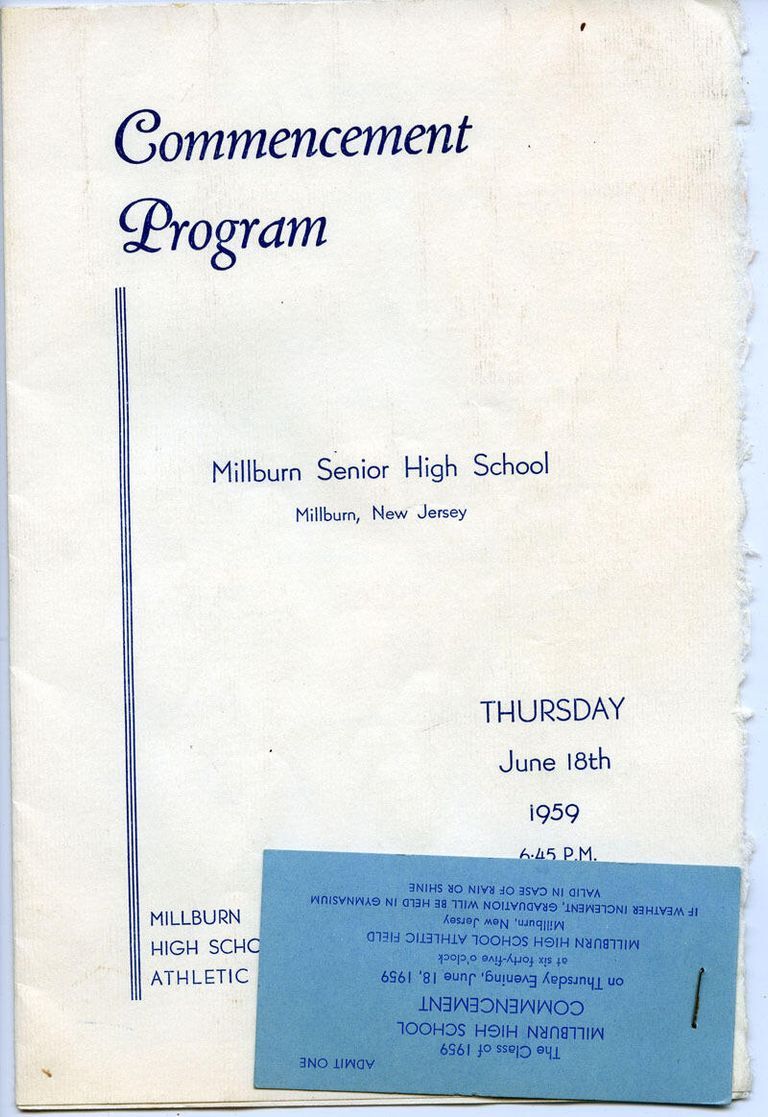 Commencement
Program
Millburn Senior High School
Millburn, New Jersey
THURSDAY
June 18th
1959
6:45 P.M.
MILLBURN
HIGH SCHO
ATHLETIC
ADMIT ONE
The Class of 1959
MILLBURN HIGH SCHOOL
COMMENCEMENT
on Thursday Evening, June 18, 1959
at six forty-five o'clock
MILLBURN HIGH SCHOOL ATHLETIC FIELD
Millburn, New Jersey
IF WEATHER INCLEMENT, GRADUATION WILL BE HELD IN GYMNASIUM
VALID IN CASE OF RAIN OR SHINE